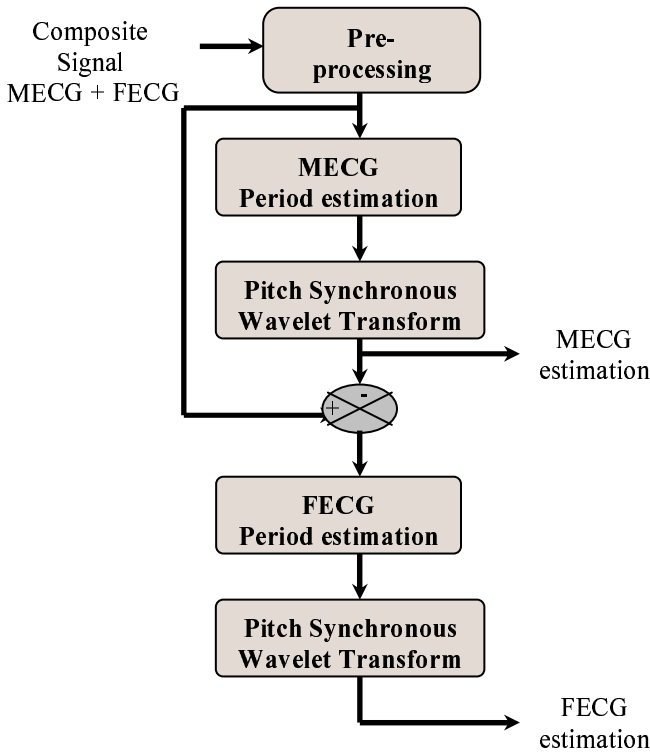 Composite
Signal
MECG + FECG
Pre-
processing
MECG
Period estimation
Pitch Synchronous
Wavelet Transform
MECG
estimation
-
+
FECG
Period estimation
Pitch Synchronous
Wavelet Transform
FECG
estimation